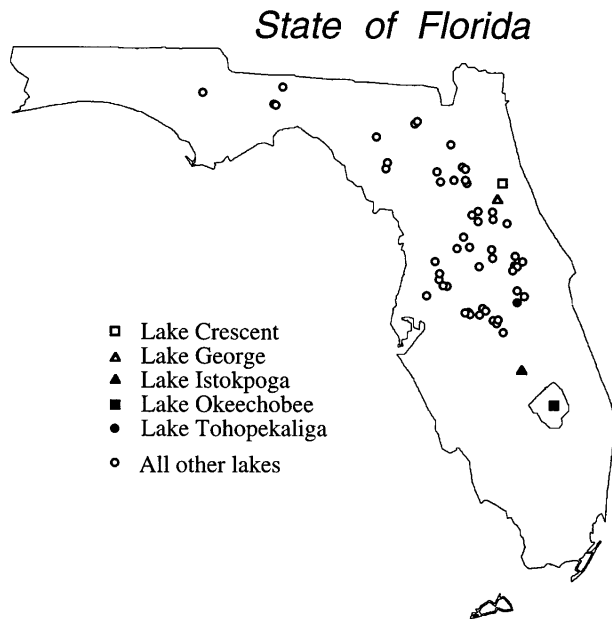 State of Florida
Lake Crescent
Lake George
Lake Istokpoga
Lake Okeechobee
Lake Tohopekaliga
All other lakes